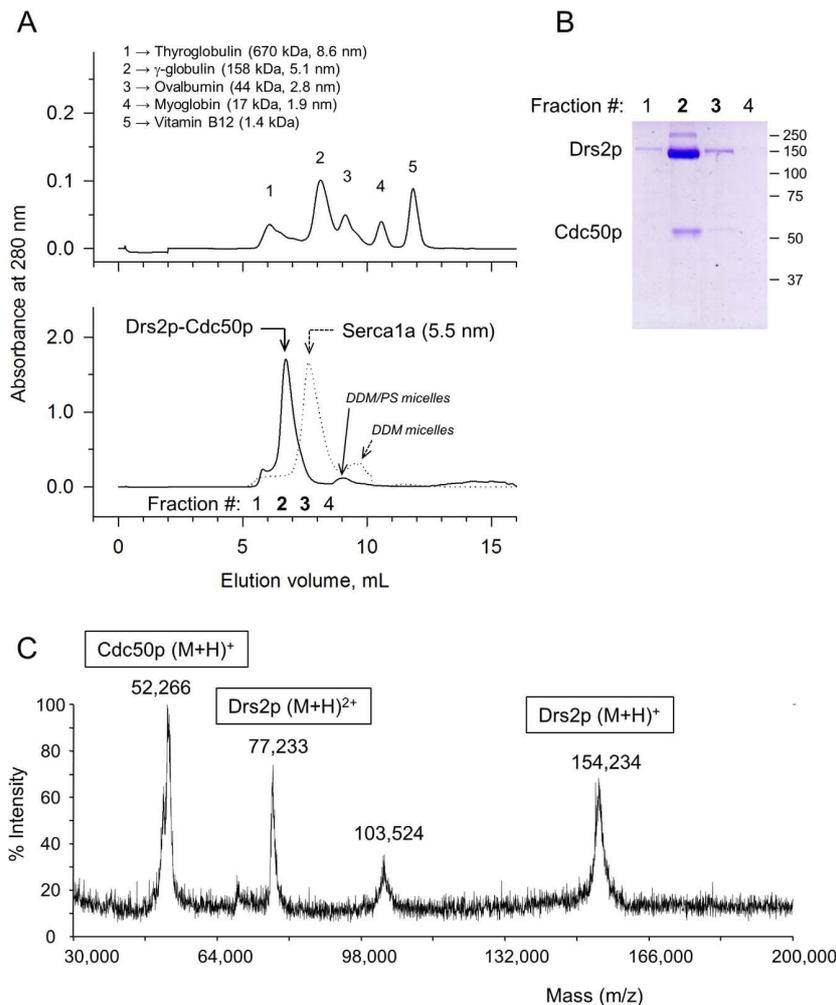 A
1 → Thyroglobulin (670 kDa, 8.6 nm)
2 → γ-globulin (158 kDa, 5.1 nm)
3 → Ovalbumin (44 kDa, 2.8 nm)
4 → Myoglobin (17 kDa, 1.9 nm)
5 → Vitamin B12 (1.4 kDa)
0.2
0.1
0.0
1
2
3
4
5
Absorbance at 280 nm
2.0
1.0
0.0
Drs2p-Cdc50p
Serca1a (5.5 nm)
DDM/PS micelles
DDM micelles
Fraction #: 1 2 3 4
0 5 10 15
Elution volume, mL
B
Fraction #: 1 2 3 4
Drs2p
Cdc50p
250
150
100
75
50
37
C
Cdc50p (M+H)+
52,266
Drs2p (M+H)2+
77,233
103,524
Drs2p (M+H)+
154,234
% Intensity
100
80
60
40
20
0
30,000 64,000 98,000 132,000 166,000 200,000
Mass (m/z)